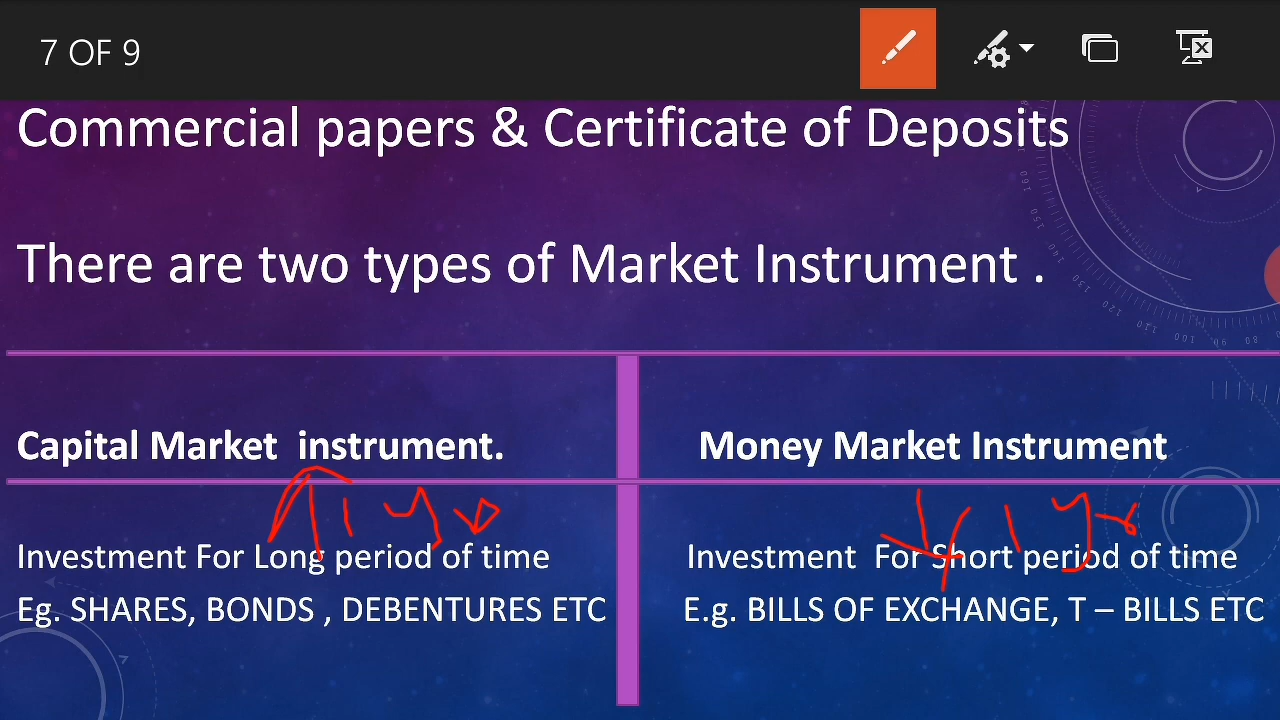 7 OF 9
Commercial papers & Certificate of Deposits
There are two types of Market Instrument .
Capital Market instrument.
Money Market Instrument
Investment For Long period of time
Eg. SHARES, BONDS , DEBENTURES ETC
Investment For Short period of time
E.g. BILLS OF EXCHANGE, T – BILLS ETC